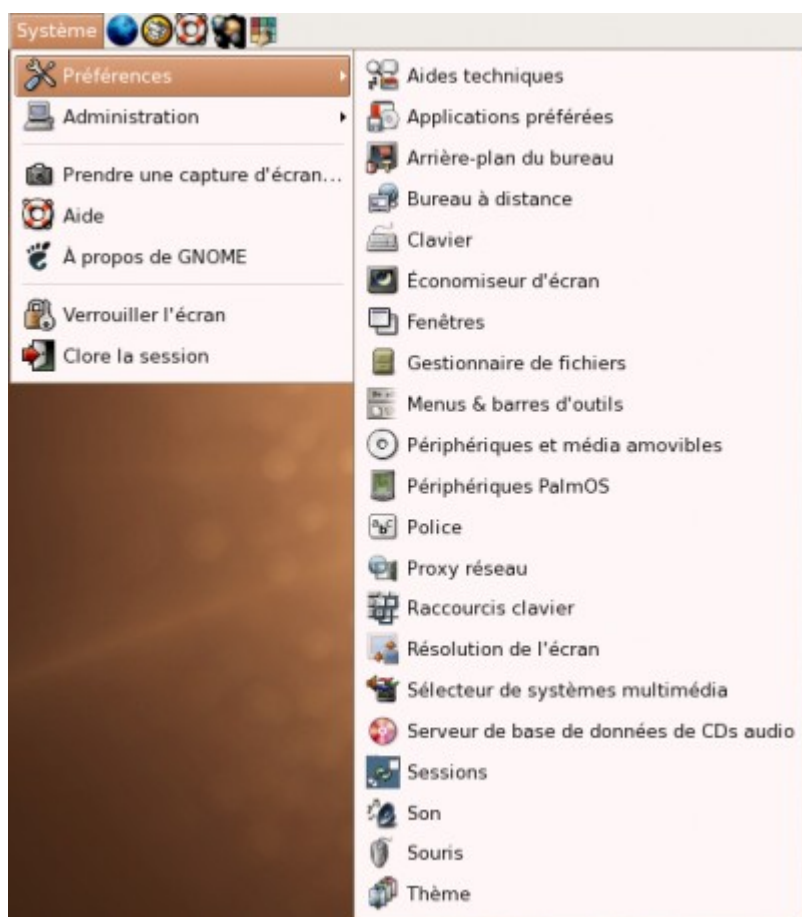 Système
Préférences
Administration
Prendre une capture d'écran...
Aide
À propos de GNOME
Verrouiller l'écran
Clore la session
Aides techniques
Applications préférées
Arrière-plan du bureau
Bureau à distance
Clavier
Économiseur d'écran
Fenêtres
Gestionnaire de fichiers
Menus & barres d'outils
Périphériques et média amovibles
Périphériques PalmOS
Police
Proxy réseau
Raccourcis clavier
Résolution de l'écran
Sélecteur de systèmes multimédia
Serveur de base de données de CDs audio
Sessions
Son
Souris
Thème